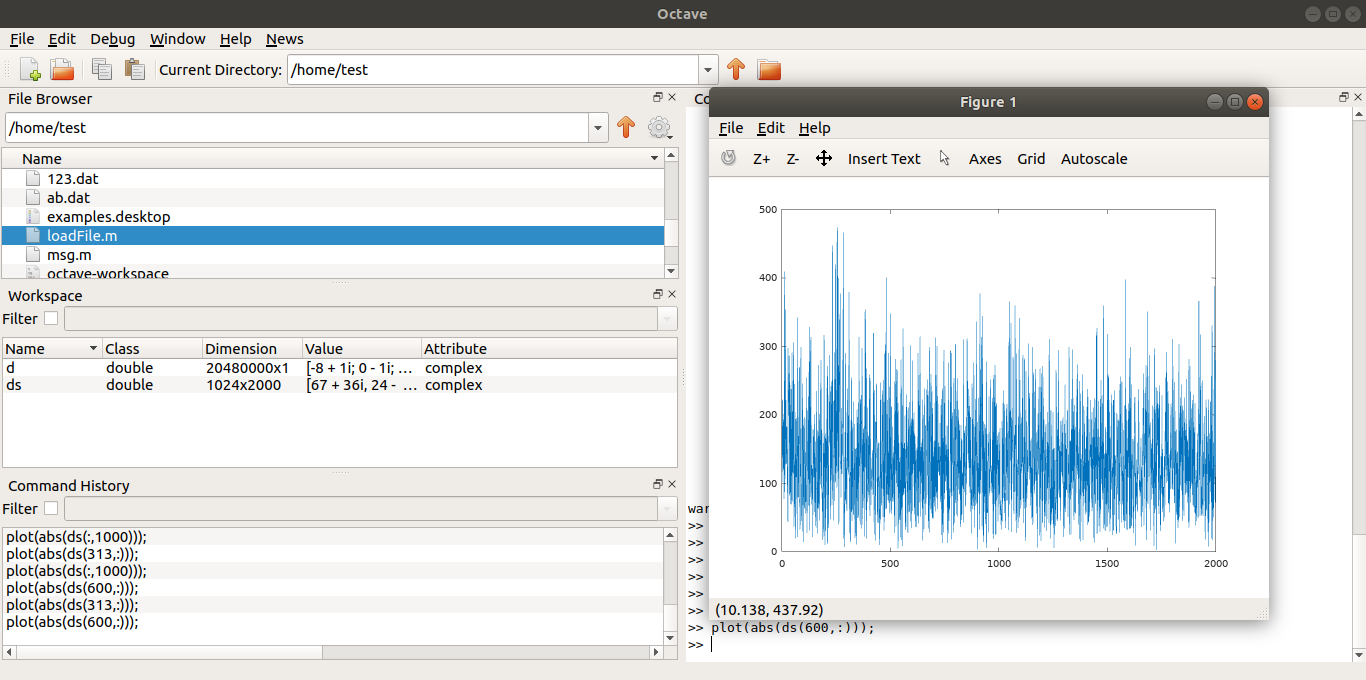 Octave
File Edit Debug Window Help News
Current Directory: /home/test
File Browser
/home/test
Name
123.dat
ab.dat
examples.desktop
loadFile.m
msg.m
octave-workspace
Workspace
Filter
Name Class Dimension Value Attribute
d double 20480000x1 [-8 + 1i; 0 - 1i; ... complex
ds double 1024x2000 [67 + 36i, 24 - ... complex
Command History
Filter
plot(abs(ds(:,1000)));
plot(abs(ds(313,:)));
plot(abs(ds(:,1000)));
plot(abs(ds(600,:)));
plot(abs(ds(313,:)));
plot(abs(ds(600,:)));
Figure 1
File Edit Help
Z+ Z- Insert Text Axes Grid Autoscale
500
400
300
200
100
0
0 500 1000 1500 2000
(10.138, 437.92)
>>
>>
>>
>>
>>
>>
>> plot(abs(ds(600,:)));
>>